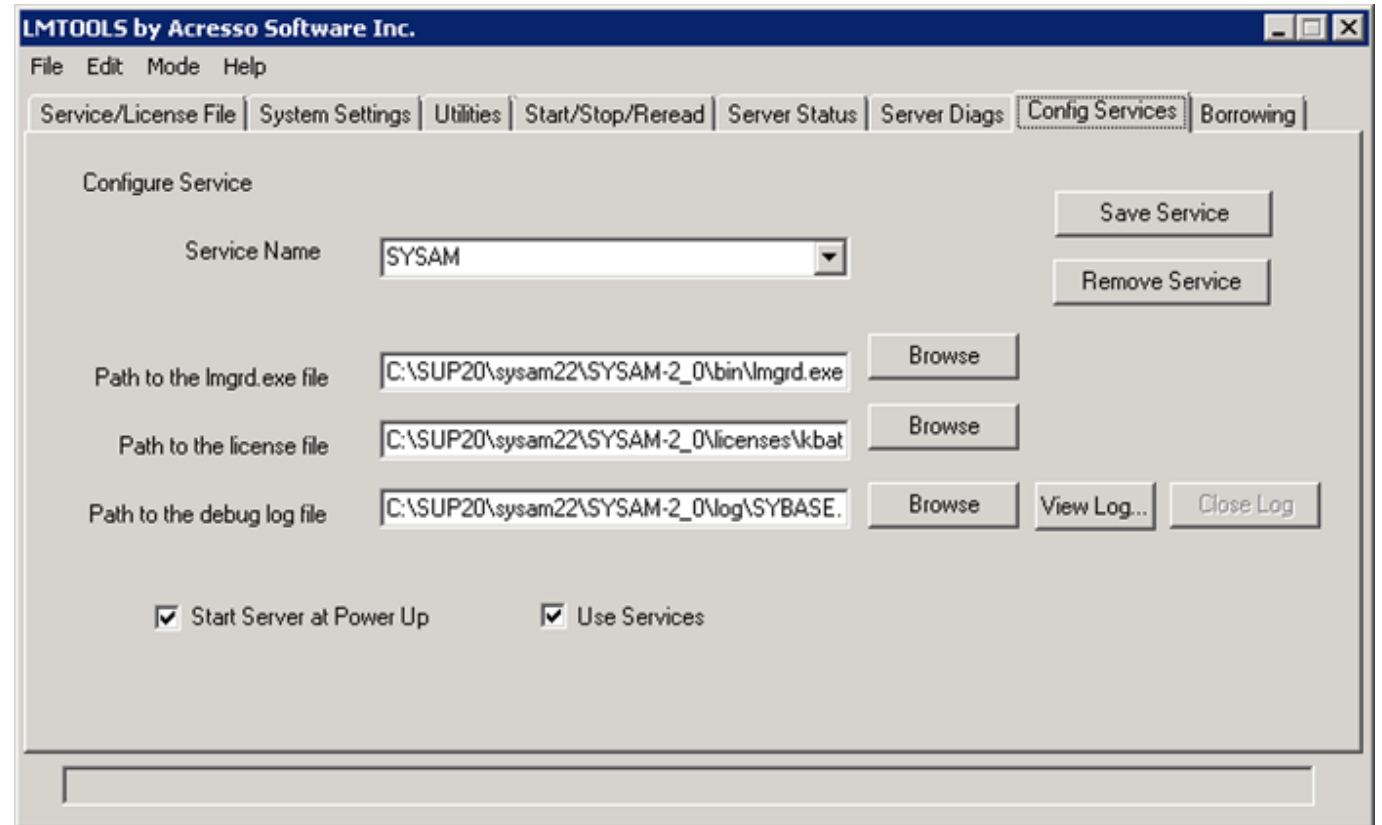 LMTOOLS by Acresso Software Inc.
File Edit Mode Help
Service/License File System Settings Utilities Start/Stop/Reread Server Status Server Diags Config Services Borrowing
Configure Service
Save Service
Service Name SYSAM
Remove Service
Path to the lmgrd.exe file C:\SUP20\sysam22\SYSAM-2_0\bin\lmgrd.exe Browse
Path to the license file C:\SUP20\sysam22\SYSAM-2_0\licenses\kbat Browse
Path to the debug log file C:\SUP20\sysam22\SYSAM-2_0\log\SYBASE. Browse View Log... Close Log
Start Server at Power Up Use Services